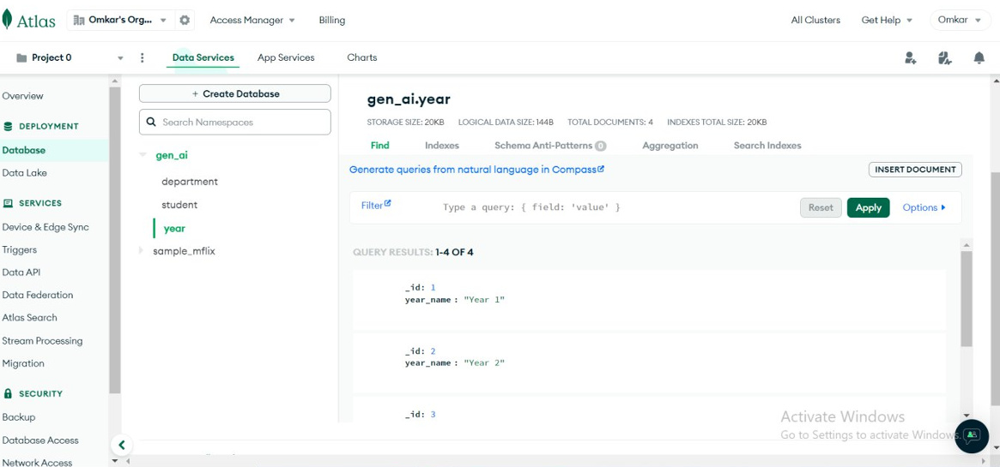 Atlas
Omkar's Org...
Access Manager
Billing
All Clusters
Get Help
Omkar
Project 0
Data Services
App Services
Charts
Overview
DEPLOYMENT
Database
Data Lake
SERVICES
Device & Edge Sync
Triggers
Data API
Data Federation
Atlas Search
Stream Processing
Migration
SECURITY
Backup
Database Access
Network Access
+ Create Database
Search Namespaces
gen_ai
department
student
year
sample_mflix
gen_ai.year
STORAGE SIZE: 20KB LOGICAL DATA SIZE: 144B TOTAL DOCUMENTS: 4 INDEXES TOTAL SIZE: 20KB
Find Indexes Schema Anti-Patterns 0 Aggregation Search Indexes
Generate queries from natural language in Compass
INSERT DOCUMENT
Filter
Type a query: { field: 'value' }
Reset
Apply
Options
QUERY RESULTS: 1-4 OF 4
_id: 1
year_name : "Year 1"
_id: 2
year_name : "Year 2"
_id: 3
Activate Windows
Go to Settings to activate Windows.